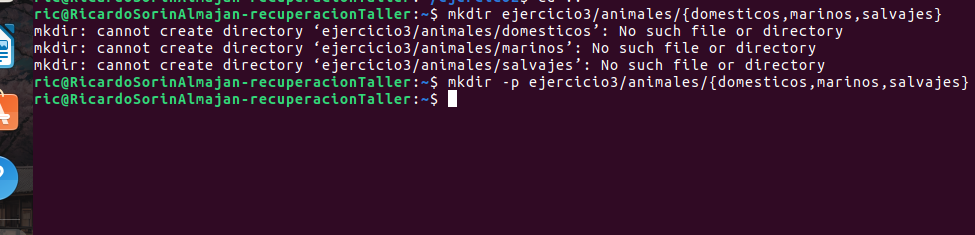 ric@RicardoSorinAlmajan-recuperacionTaller:~$ mkdir ejercicio3/animales/{domesticos,marinos,salvajes}
mkdir: cannot create directory ‘ejercicio3/animales/domesticos’: No such file or directory
mkdir: cannot create directory ‘ejercicio3/animales/marinos’: No such file or directory
mkdir: cannot create directory ‘ejercicio3/animales/salvajes’: No such file or directory
ric@RicardoSorinAlmajan-recuperacionTaller:~$ mkdir -p ejercicio3/animales/{domesticos,marinos,salvajes}
ric@RicardoSorinAlmajan-recuperacionTaller:~$